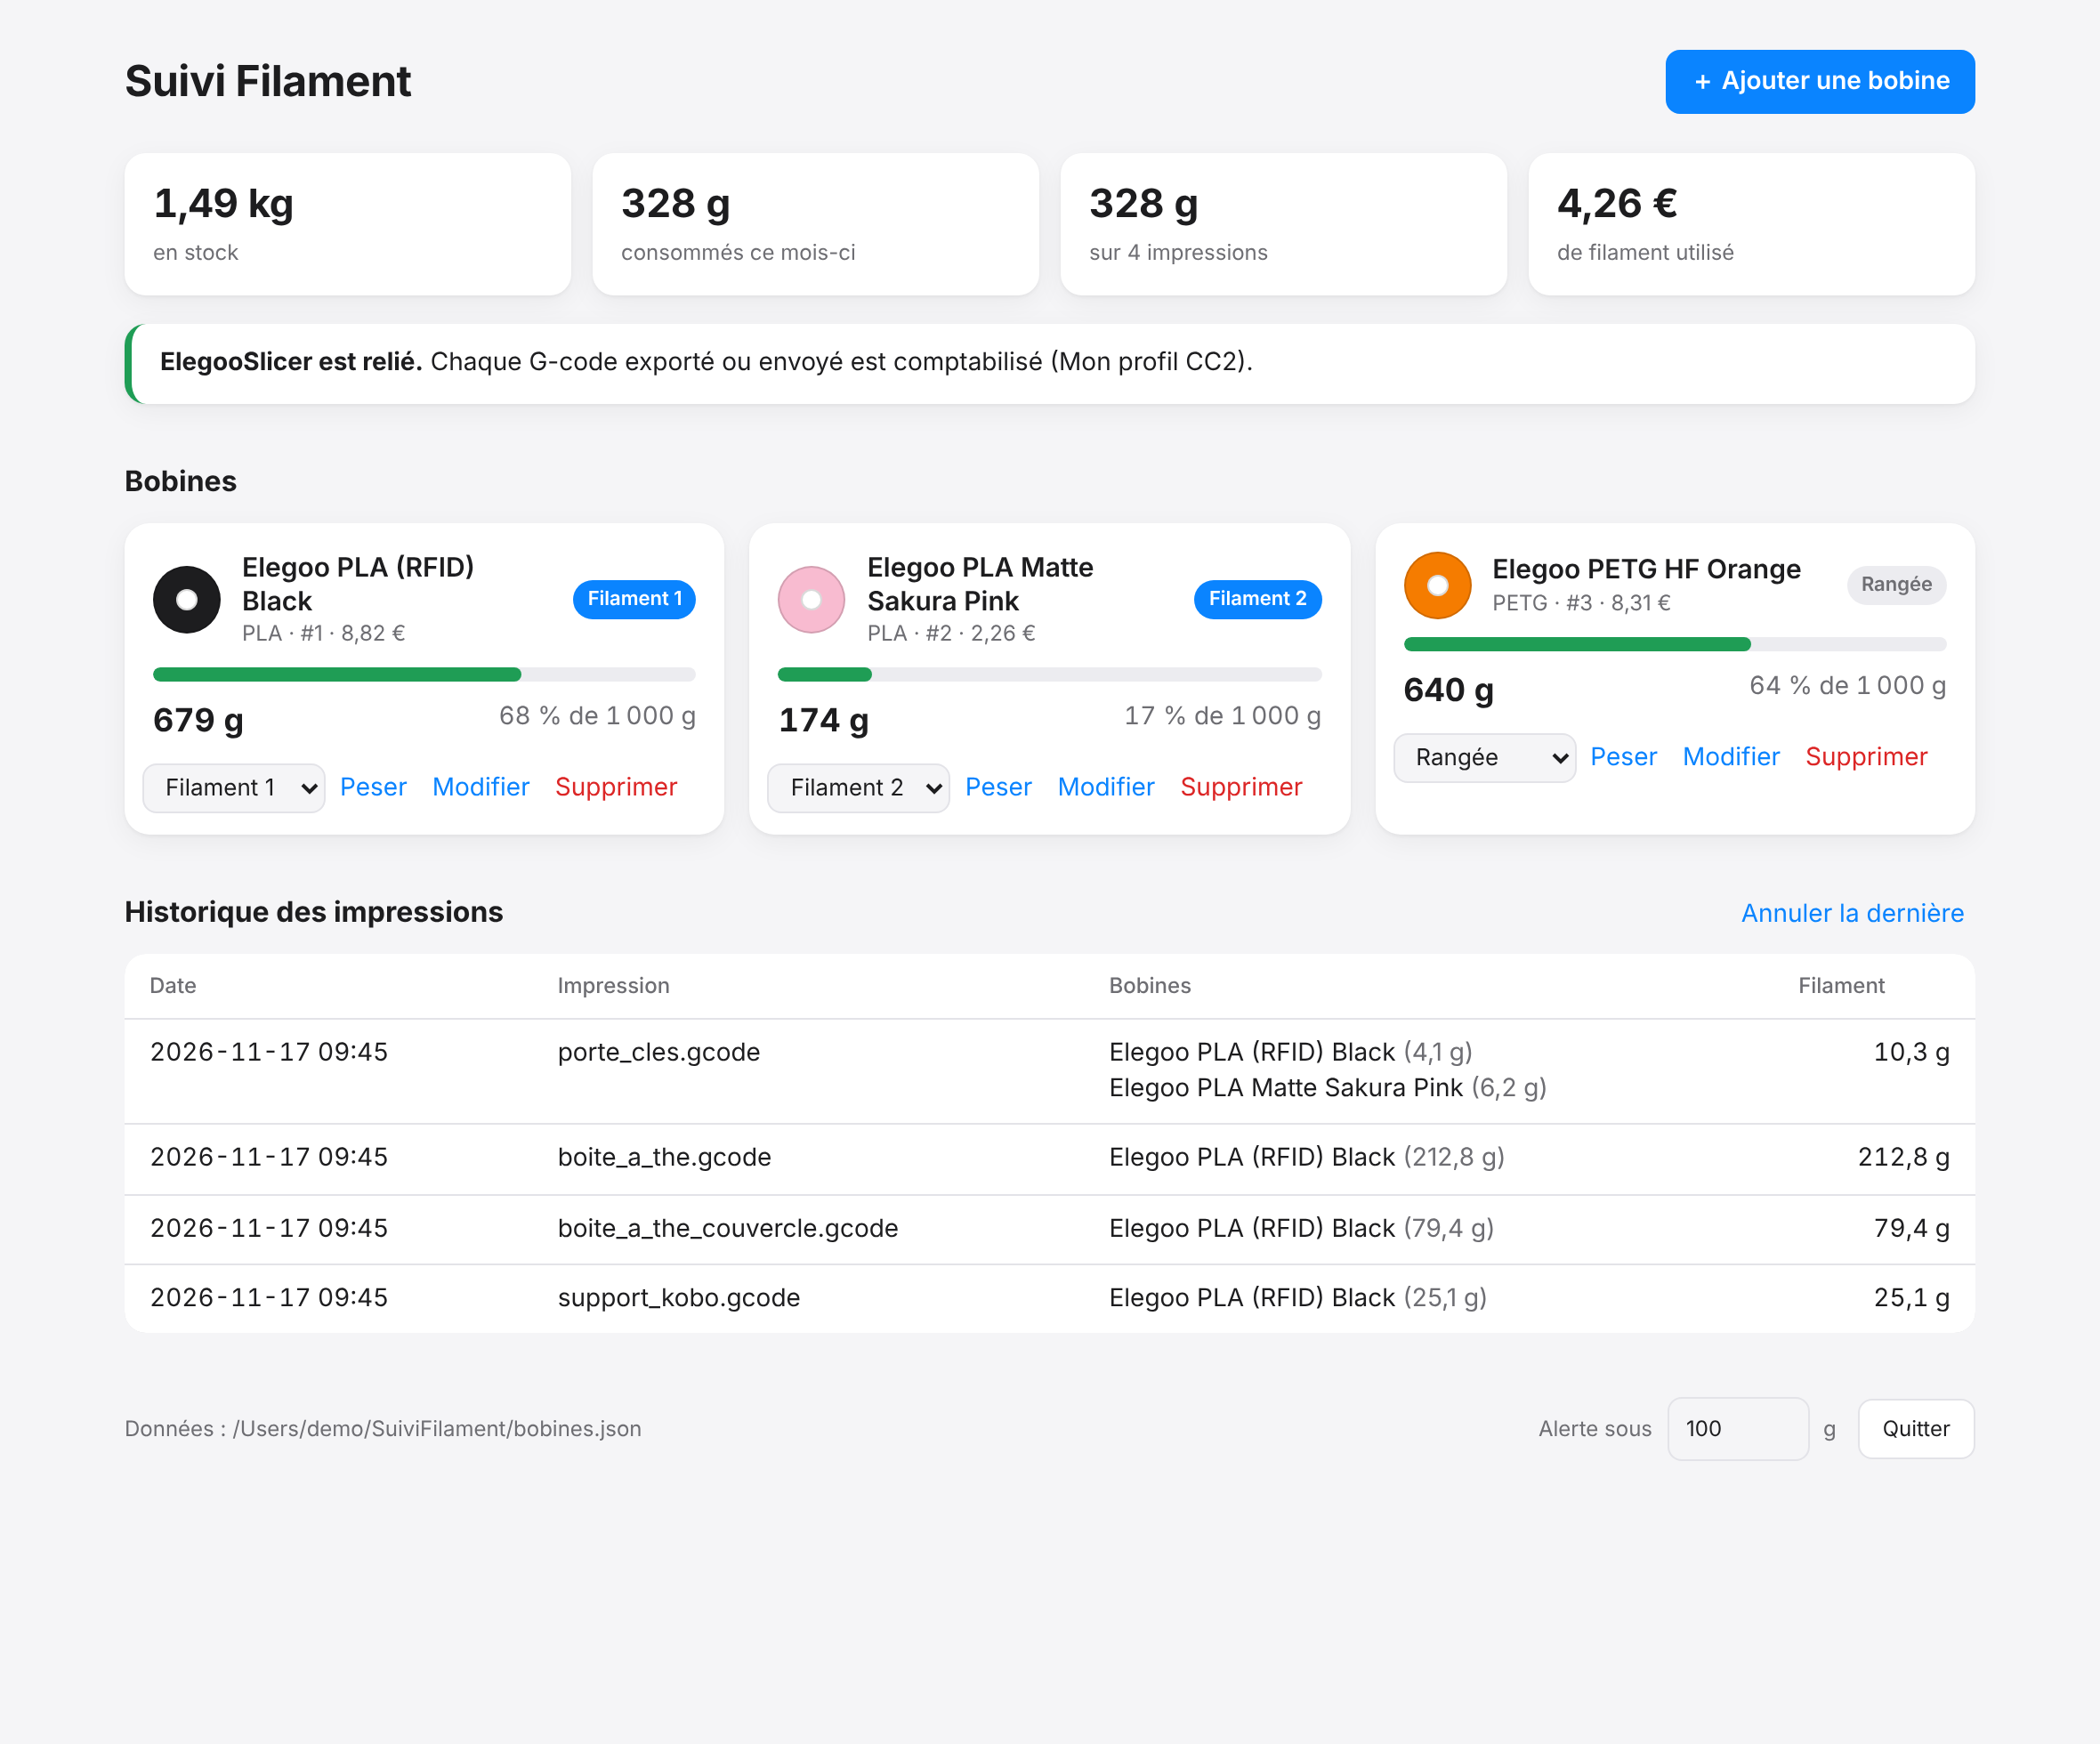 Suivi Filament
+ Ajouter une bobine
1,49 kg
en stock
328 g
consommés ce mois-ci
328 g
sur 4 impressions
4,26 €
de filament utilisé
ElegooSlicer est relié. Chaque G-code exporté ou envoyé est comptabilisé (Mon profil CC2).
Bobines
Elegoo PLA (RFID)
Black
PLA · #1 · 8,82 €
Filament 1
679 g
68 % de 1 000 g
Filament 1
Peser
Modifier
Supprimer
Elegoo PLA Matte
Sakura Pink
PLA · #2 · 2,26 €
Filament 2
174 g
17 % de 1 000 g
Filament 2
Peser
Modifier
Supprimer
Elegoo PETG HF Orange
PETG · #3 · 8,31 €
Rangée
640 g
64 % de 1 000 g
Rangée
Peser
Modifier
Supprimer
Historique des impressions
Annuler la dernière
Date Impression Bobines Filament
2026-11-17 09:45 porte_cles.gcode Elegoo PLA (RFID) Black (4,1 g) 10,3 g
Elegoo PLA Matte Sakura Pink (6,2 g)
2026-11-17 09:45 boite_a_the.gcode Elegoo PLA (RFID) Black (212,8 g) 212,8 g
2026-11-17 09:45 boite_a_the_couvercle.gcode Elegoo PLA (RFID) Black (79,4 g) 79,4 g
2026-11-17 09:45 support_kobo.gcode Elegoo PLA (RFID) Black (25,1 g) 25,1 g
Données : /Users/demo/SuiviFilament/bobines.json
Alerte sous 100 g
Quitter